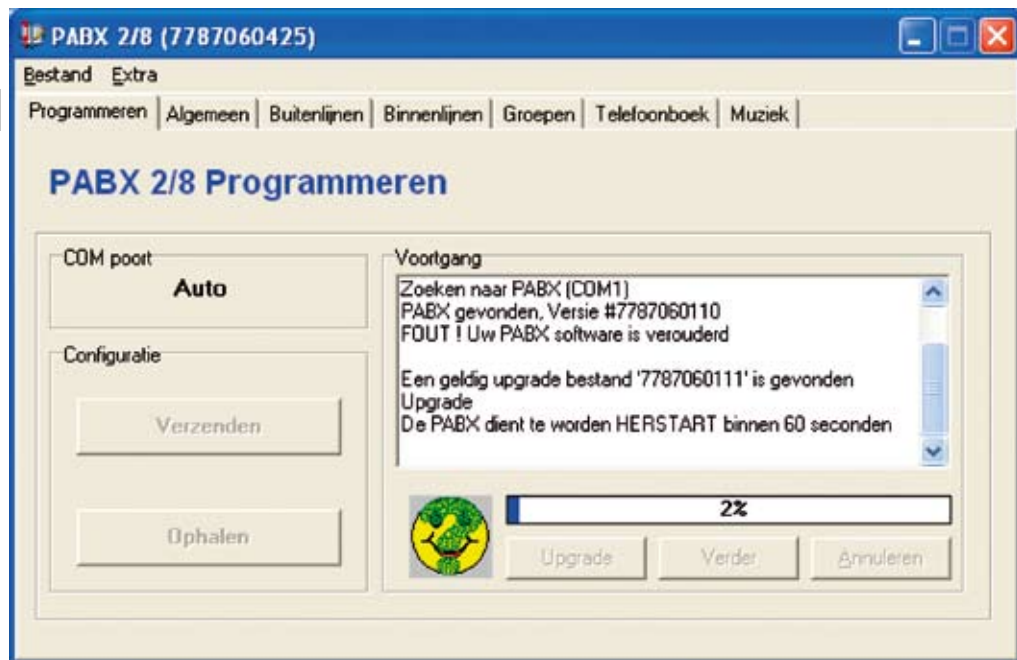 PABX 2/8 (7787060425)
Bestand Extra
Programmeren Algemeen Buitenlijnen Binnenlijnen Groepen Telefoonboek Muziek
PABX 2/8 Programmeren
COM poort
Auto
Configuratie
Verzenden
Ophalen
Voortgang
Zoeken naar PABX (COM1)
PABX gevonden, Versie #7787060110
FOUT ! Uw PABX software is verouderd
Een geldig upgrade bestand '7787060111' is gevonden
Upgrade
De PABX dient te worden HERSTART binnen 60 seconden
2%
Upgrade Verder Annuleren